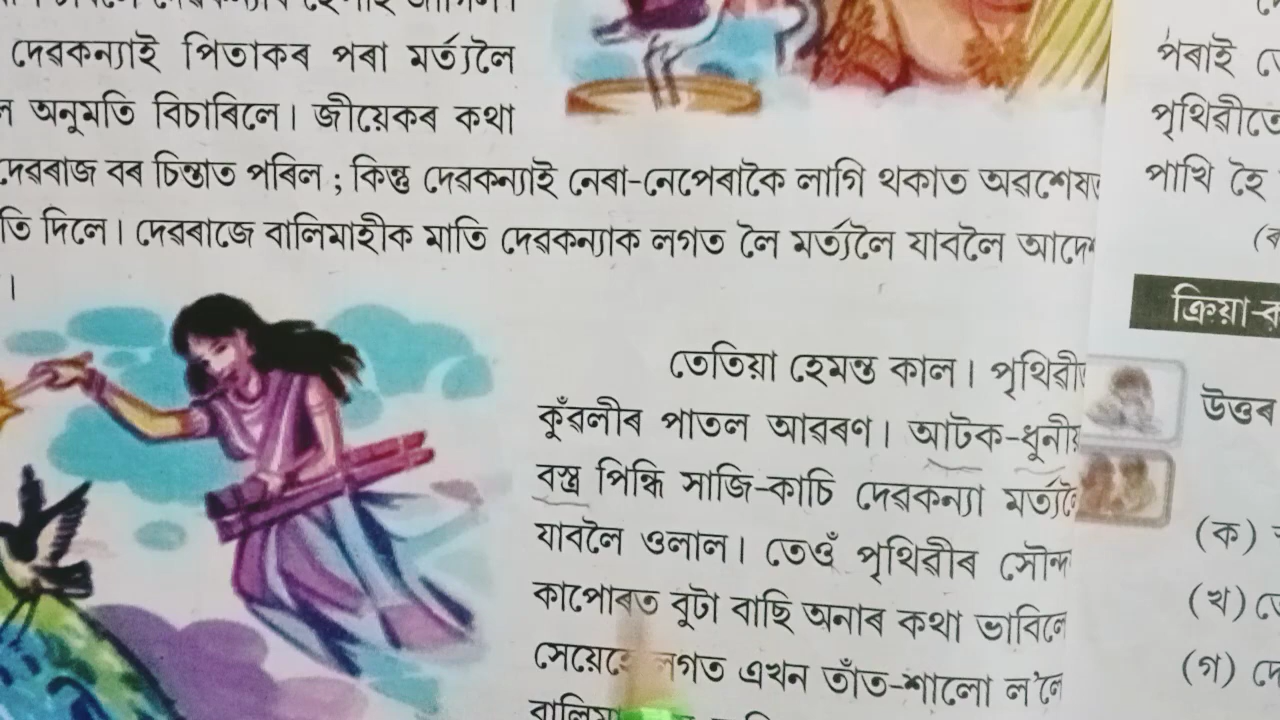 দেৱকন্যাই পিতাকৰ পৰা মৰ্ত্যলৈ
অনুমতি বিচাৰিলে। জীয়েকৰ কথা
দেৱৰাজ বৰ চিন্তাত পৰিল ; কিন্তু দেৱকন্যাই নেৰা-নেপেৰাকৈ লাগি থকাত অৱশেষত
তি দিলে। দেৱৰাজে বালিমাহীক মাতি দেৱকন্যাক লগত লৈ মৰ্ত্যলৈ যাবলৈ আদে
।
তেতিয়া হেমন্ত কাল। পৃথিৱীত
কুঁৱলীৰ পাতল আৱৰণ। আটক-ধুনীয়
বস্ত্ৰ পিন্ধি সাজি-কাচি দেৱকন্যা মৰ্ত্যলৈ
যাবলৈ ওলাল। তেওঁ পৃথিৱীৰ সৌন্দ
কাপোৰত বুটা বাছি অনাৰ কথা ভাবিলে
লগত এখন তাঁত-শালো ল'লে
পৰাই
পৃথিৱীতে
পাখি হৈ
ক্ৰিয়া-ক
উত্তৰ
(ক)
(খ)
(গ)